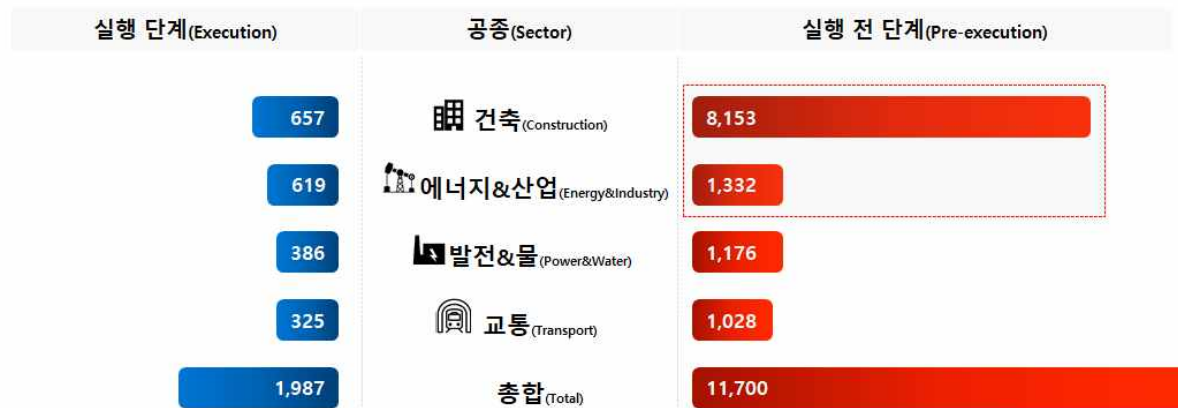 실행 단계(Execution) 공종(Sector) 실행 전 단계(Pre-execution)
657 건축(Construction) 8,153
619 에너지&산업(Energy&Industry) 1,332
386 발전&물(Power&Water) 1,176
325 교통(Transport) 1,028
1,987 총합(Total) 11,700